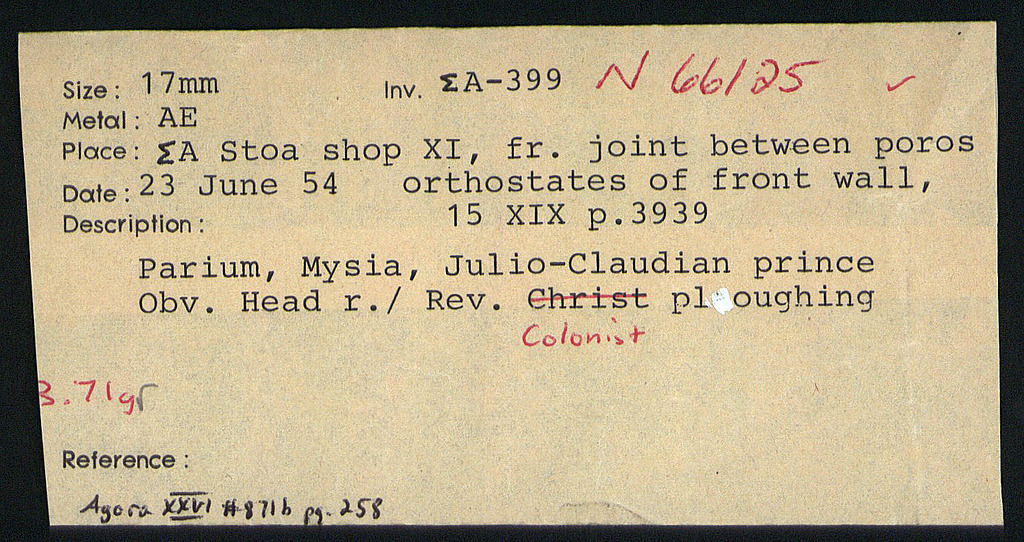 Size: 17mm Inv. ΣA-399 N 66125 ✓
Metal: AE
Place: ΣA Stoa shop XI, fr. joint between poros
Date: 23 June 54 orthostates of front wall,
Description: 15 XIX p.3939
Parium, Mysia, Julio-Claudian prince
Obv. Head r./ Rev. Christ pl oughing
Colonist
3.71gr
Reference:
Agora XXVI #871b pg. 258